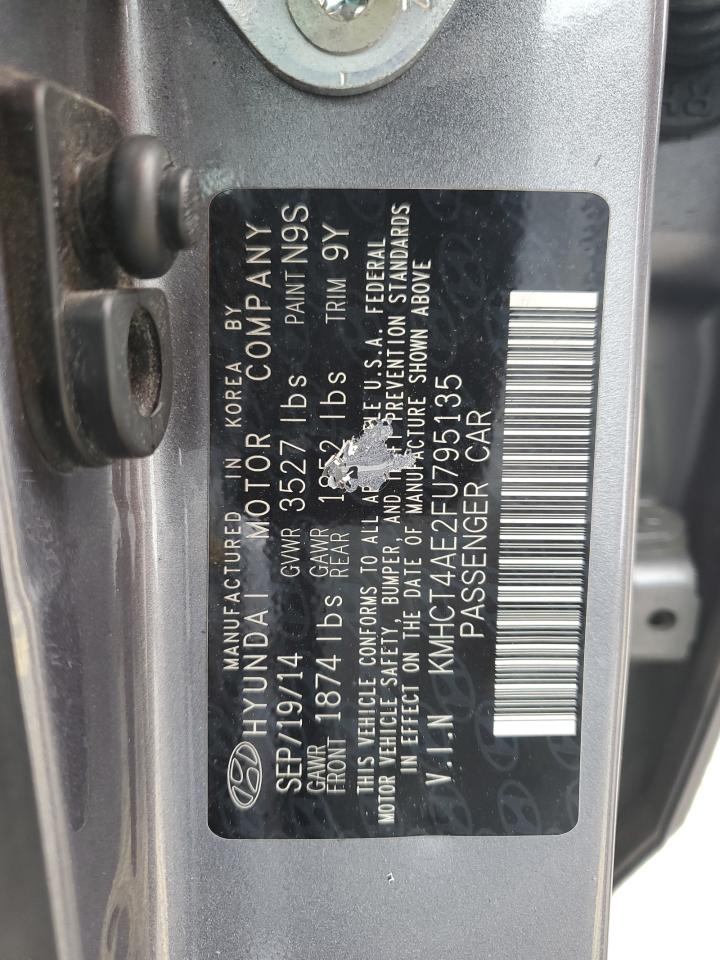 MANUFACTURED IN KOREA BY
HYUNDAI MOTOR COMPANY
SEP/19/14 GVWR 3527 lbs PAINT N9S
GAWR FRONT 1874 lbs GAWR REAR lbs TRIM 9Y
THIS VEHICLE CONFORMS TO ALL U.S.A. FEDERAL
MOTOR VEHICLE SAFETY, BUMPER, AND PREVENTION STANDARDS
IN EFFECT ON THE DATE OF MANUFACTURE SHOWN ABOVE
V.I.N KMHCT4AE2FU795135
PASSENGER CAR